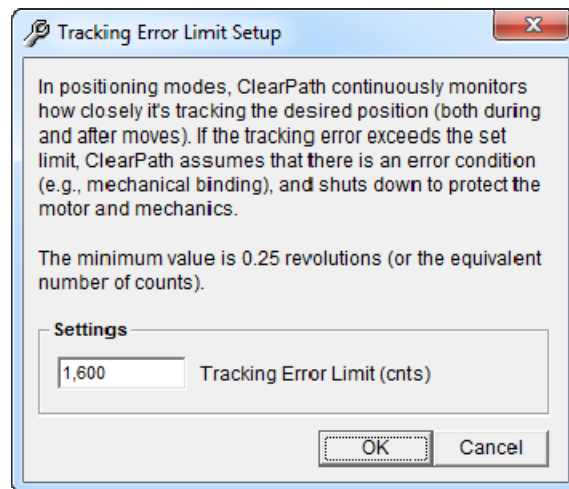 Tracking Error Limit Setup
In positioning modes, ClearPath continuously monitors
how closely it's tracking the desired position (both during
and after moves). If the tracking error exceeds the set
limit, ClearPath assumes that there is an error condition
(e.g., mechanical binding), and shuts down to protect the
motor and mechanics.
The minimum value is 0.25 revolutions (or the equivalent
number of counts).
Settings
1,600 Tracking Error Limit (cnts)
OK Cancel